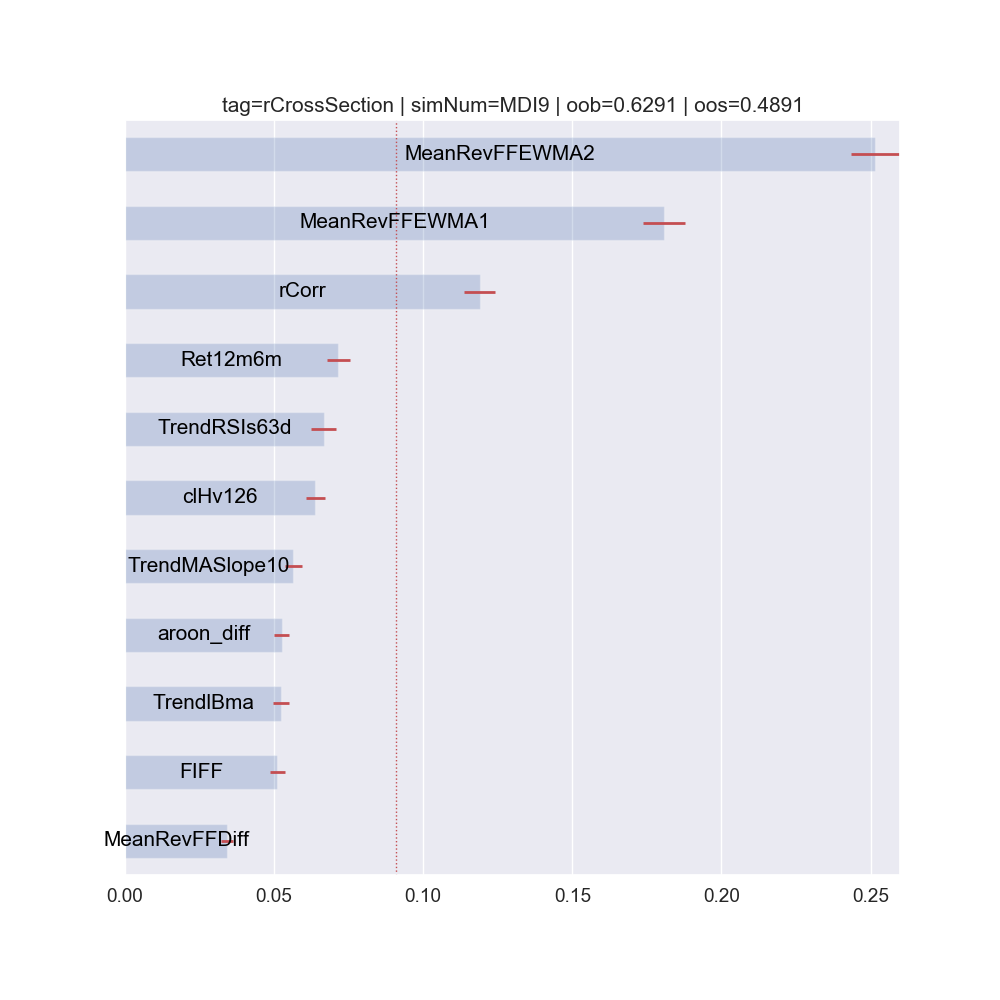 tag=rCrossSection | simNum=MDI9 | oob=0.6291 | oos=0.4891
MeanRevFFEWMA2
MeanRevFFEWMA1
rCorr
Ret12m6m
TrendRSIs63d
clHv126
TrendMASlope10
aroon_diff
TrendIBma
FIFF
MeanRevFFDiff
0.00 0.05 0.10 0.15 0.20 0.25